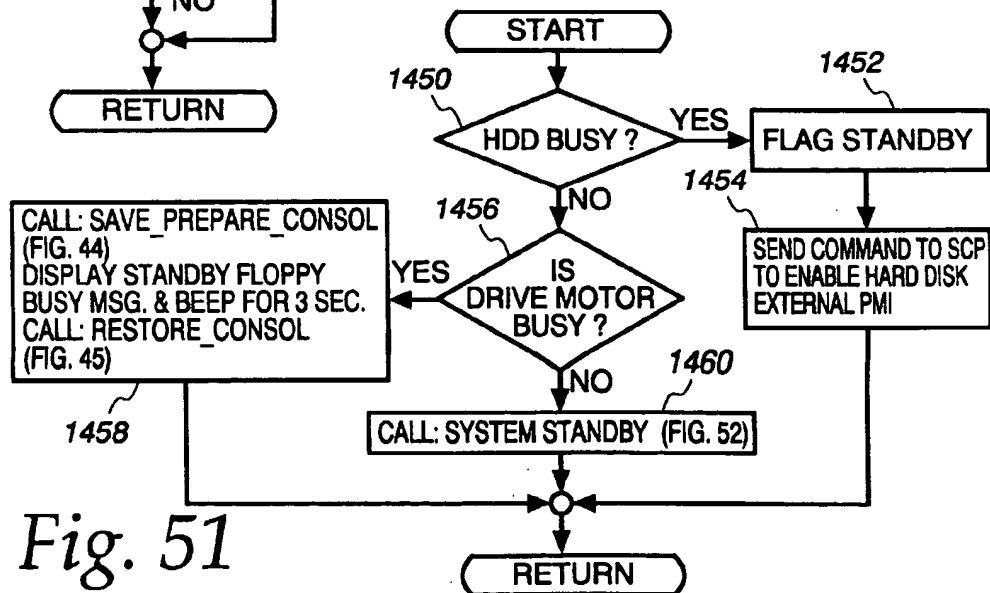 NO
RETURN
START
1450
HDD BUSY ?
YES
1452
FLAG STANDBY
NO
1454
SEND COMMAND TO SCP
TO ENABLE HARD DISK
EXTERNAL PMI
1456
IS
DRIVE MOTOR
BUSY ?
YES
CALL: SAVE_PREPARE_CONSOL
(FIG. 44)
DISPLAY STANDBY FLOPPY
BUSY MSG. & BEEP FOR 3 SEC.
CALL: RESTORE_CONSOL
(FIG. 45)
1458
NO
1460
CALL: SYSTEM STANDBY (FIG. 52)
RETURN
Fig. 51